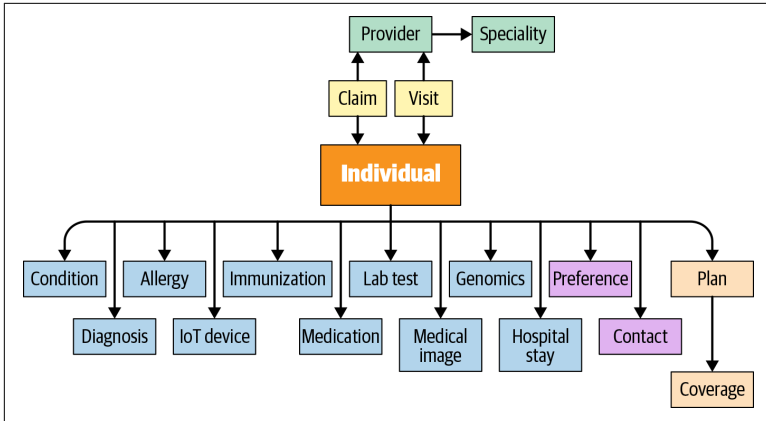 Provider
Speciality
Claim
Visit
Individual
Condition
Allergy
Immunization
Lab test
Genomics
Preference
Plan
Diagnosis
IoT device
Medication
Medical
image
Hospital
stay
Contact
Coverage